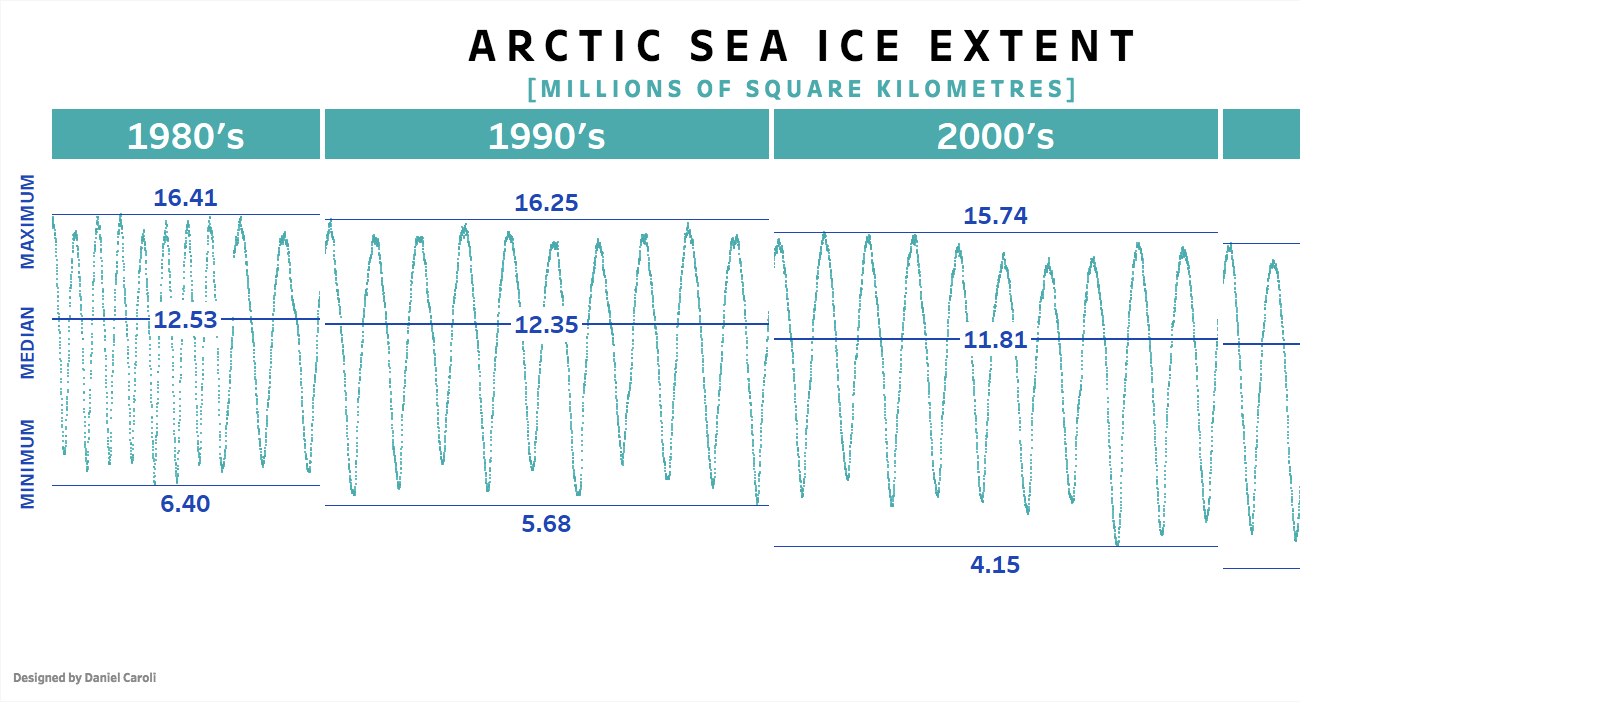 ARCTIC SEA ICE EXTENT
[MILLIONS OF SQUARE KILOMETRES]
1980’s
1990’s
2000’s
MAXIMUM
16.41
16.25
15.74
MEDIAN
12.53
12.35
11.81
MINIMUM
6.40
5.68
4.15
Designed by Daniel Caroli